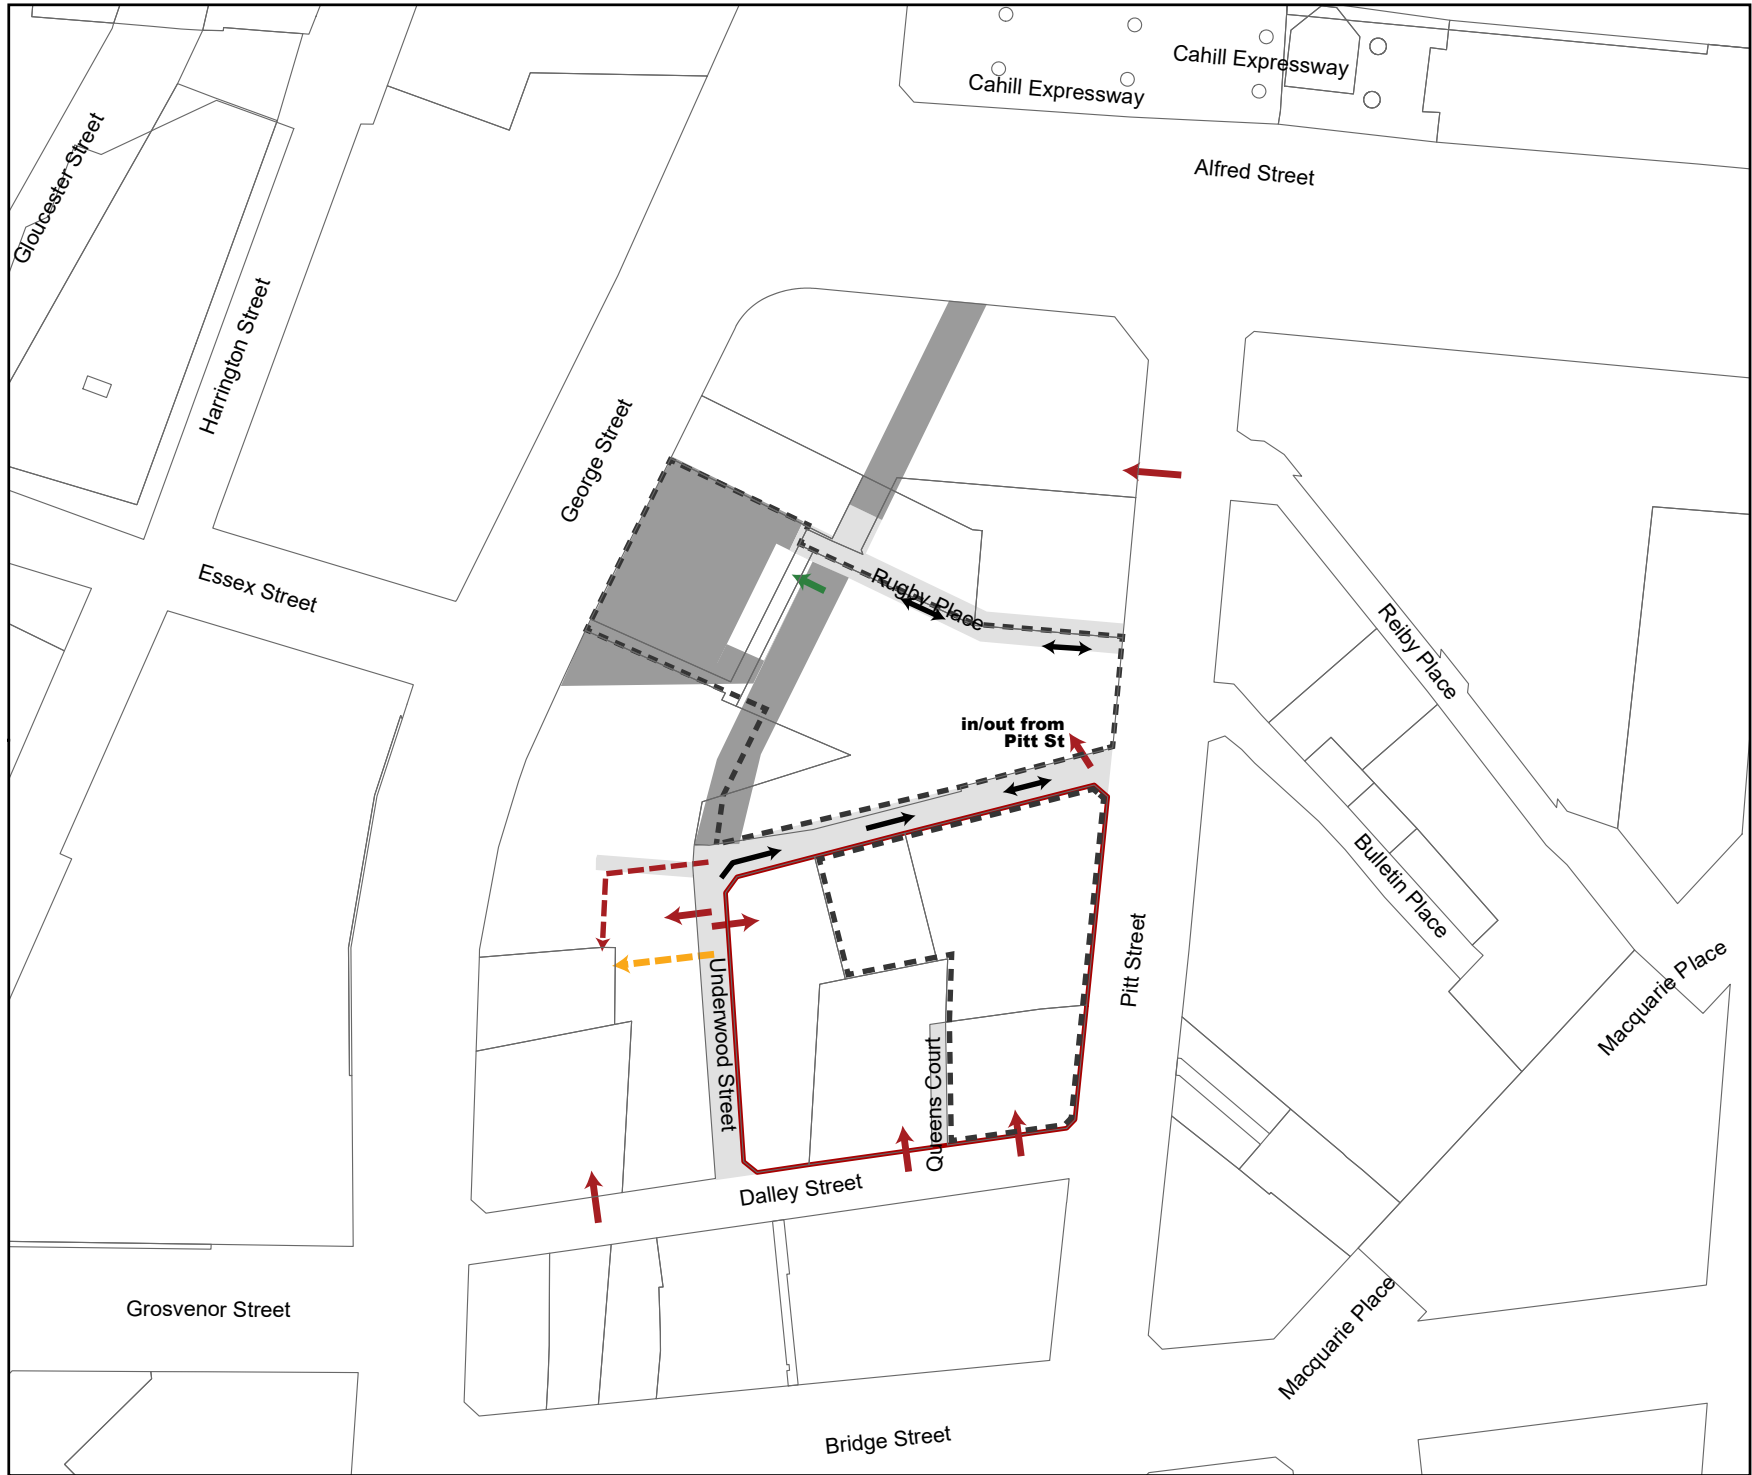 Cahill Expressway
Cahill Expressway
Alfred Street
Gloucester Street
Harrington Street
George Street
Essex Street
Rugby Place
Reiby Place
in/out from
Pitt St
Bulletin Place
Pitt Street
Macquarie Place
Underwood Street
Queens Court
Dalley Street
Grosvenor Street
Macquarie Place
Bridge Street